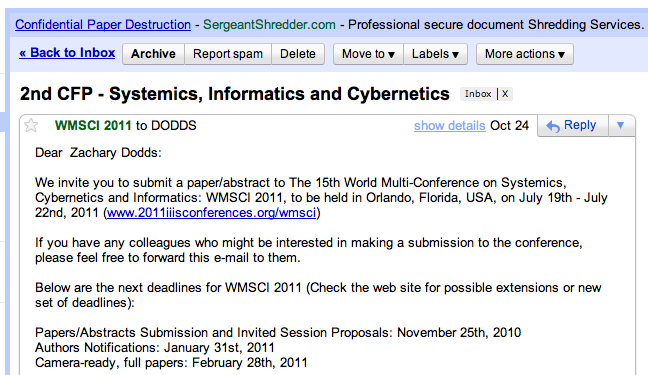 Confidential Paper Destruction - SergeantShredder.com - Professional secure document Shredding Services.
« Back to Inbox Archive Report spam Delete Move to ▼ Labels ▼ More actions ▼
2nd CFP - Systemics, Informatics and Cybernetics Inbox | X
WMSCI 2011 to DODDS show details Oct 24 Reply ▼
Dear Zachary Dodds:
We invite you to submit a paper/abstract to The 15th World Multi-Conference on Systemics,
Cybernetics and Informatics: WMSCI 2011, to be held in Orlando, Florida, USA, on July 19th - July
22nd, 2011 (www.2011iiisconferences.org/wmsci)
If you have any colleagues who might be interested in making a submission to the conference,
please feel free to forward this e-mail to them.
Below are the next deadlines for WMSCI 2011 (Check the web site for possible extensions or new
set of deadlines):
Papers/Abstracts Submission and Invited Session Proposals: November 25th, 2010
Authors Notifications: January 31st, 2011
Camera-ready, full papers: February 28th, 2011